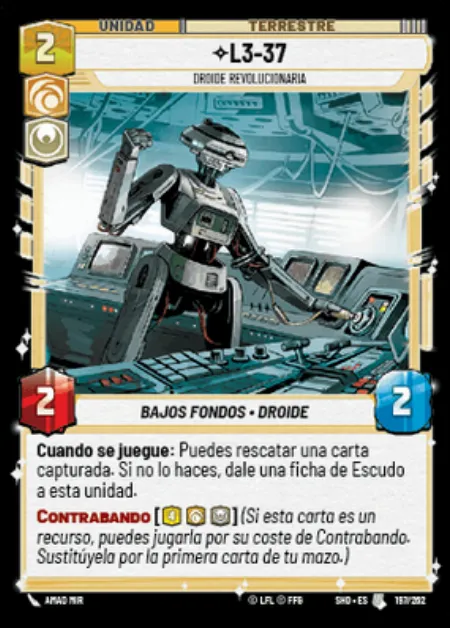 UNIDAD TERRESTRE
2 L3-37
DROIDE REVOLUCIONARIA
2 BAJOS FONDOS • DROIDE 2
Cuando se juegue: Puedes rescatar una carta
capturada. Si no lo haces, dale una ficha de Escudo
a esta unidad.
CONTRABANDO [4] (Si esta carta es un
recurso, puedes jugarla por su coste de Contrabando.
Sustitúyela por la primera carta de tu mazo.)
AMAD MIR © LFL © FFG SHD • ES 197/262